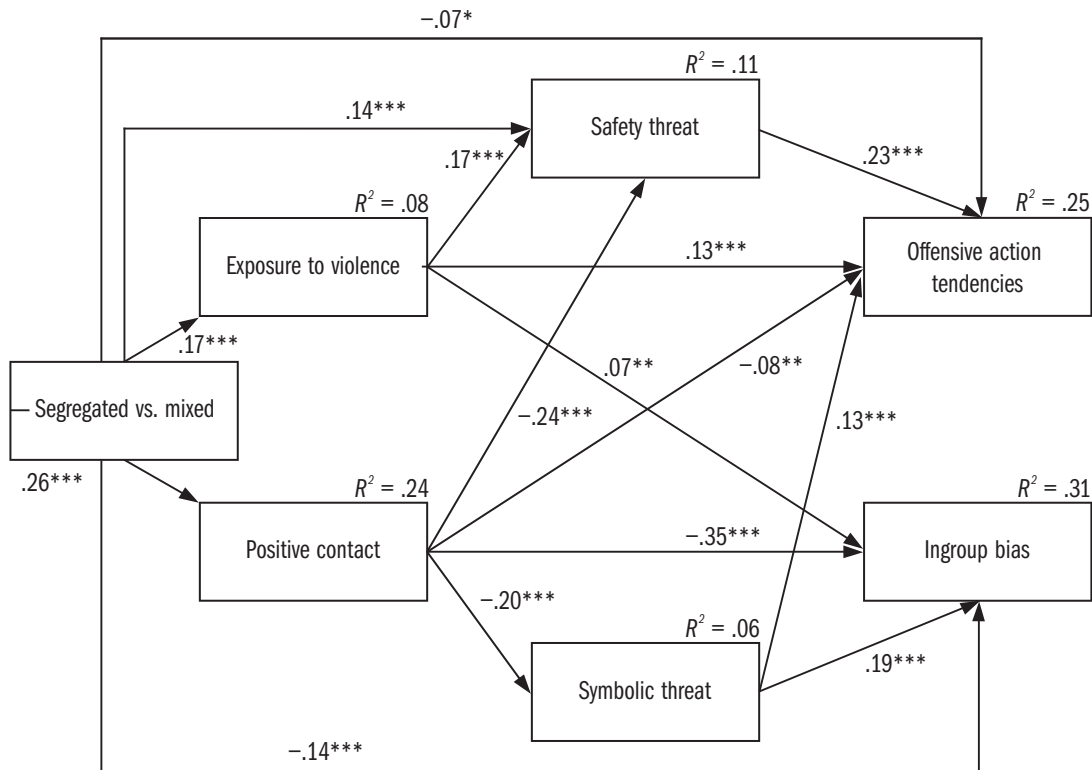 −.07*
R² = .11
.14***
Safety threat
.17***
.23***
R² = .08
R² = .25
Exposure to violence
.13***
Offensive action
tendencies
.17***
.07**
−.08**
Segregated vs. mixed
−.24***
.13***
.26***
R² = .24
R² = .31
Positive contact
−.35***
Ingroup bias
−.20***
R² = .06
.19***
Symbolic threat
−.14***